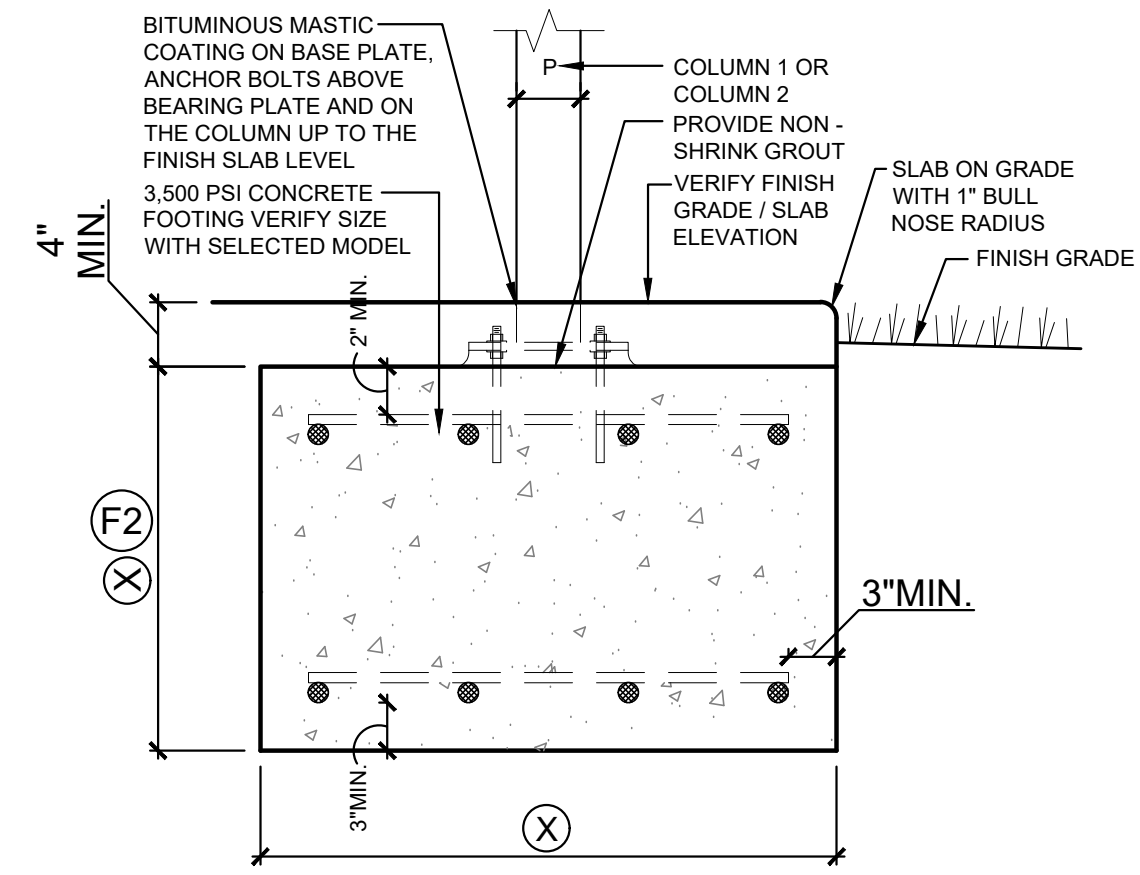 BITUMINOUS MASTIC
COATING ON BASE PLATE,
ANCHOR BOLTS ABOVE
BEARING PLATE AND ON
THE COLUMN UP TO THE
FINISH SLAB LEVEL
3,500 PSI CONCRETE
FOOTING VERIFY SIZE
WITH SELECTED MODEL
P
COLUMN 1 OR
COLUMN 2
PROVIDE NON -
SHRINK GROUT
VERIFY FINISH
GRADE / SLAB
ELEVATION
SLAB ON GRADE
WITH 1" BULL
NOSE RADIUS
FINISH GRADE
4"
MIN.
2" MIN.
F2
X
3"MIN.
3"MIN.
X